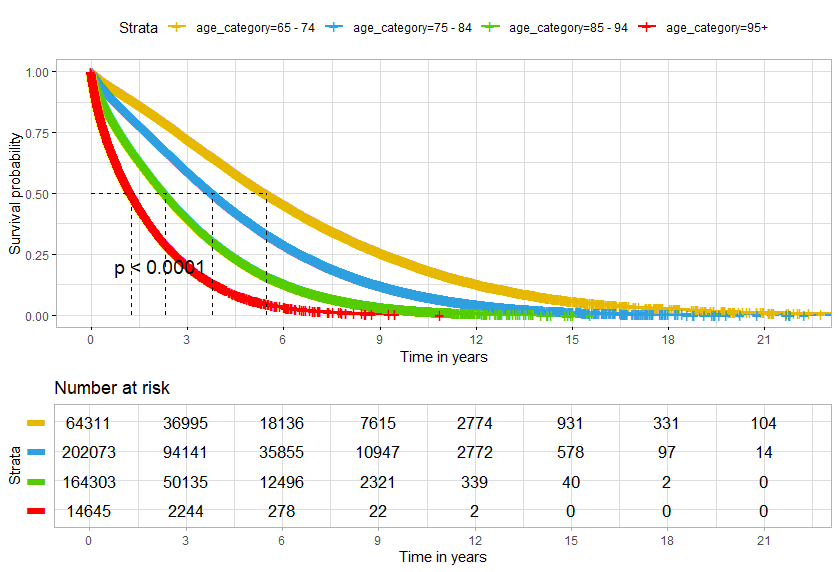 Strata age_category=65 - 74 age_category=75 - 84 age_category=85 - 94 age_category=95+
1.00
0.75
0.50
0.25
0.00
Survival probability
p < 0.0001
0 3 6 9 12 15 18 21
Time in years
Number at risk
Strata
64311 36995 18136 7615 2774 931 331 104
202073 94141 35855 10947 2772 578 97 14
164303 50135 12496 2321 339 40 2 0
14645 2244 278 22 2 0 0 0
0 3 6 9 12 15 18 21
Time in years